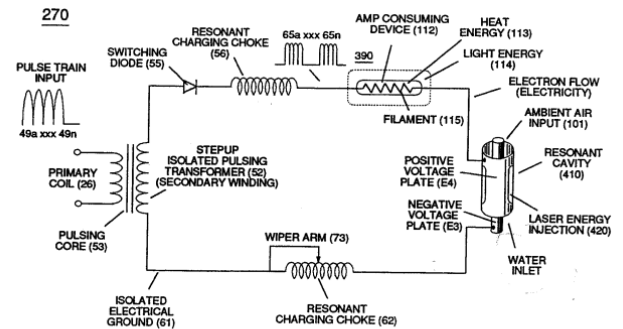 270
PULSE TRAIN
INPUT
49a xxx 49n
SWITCHING
DIODE (55)
RESONANT
CHARGING CHOKE
(56)
65a xxx 65n
390
AMP CONSUMING
DEVICE (112)
HEAT
ENERGY (113)
LIGHT ENERGY
(114)
FILAMENT (115)
ELECTRON FLOW
(ELECTRICITY)
AMBIENT AIR
INPUT (101)
RESONANT
CAVITY
(410)
POSITIVE
VOLTAGE
PLATE (E4)
NEGATIVE
VOLTAGE
PLATE (E3)
LASER ENERGY
INJECTION (420)
WATER
INLET
PRIMARY
COIL (26)
STEPUP
ISOLATED PULSING
TRANSFORMER (52)
(SECONDARY WINDING)
PULSING
CORE (53)
WIPER ARM (73)
ISOLATED
ELECTRICAL
GROUND (61)
RESONANT
CHARGING CHOKE (62)